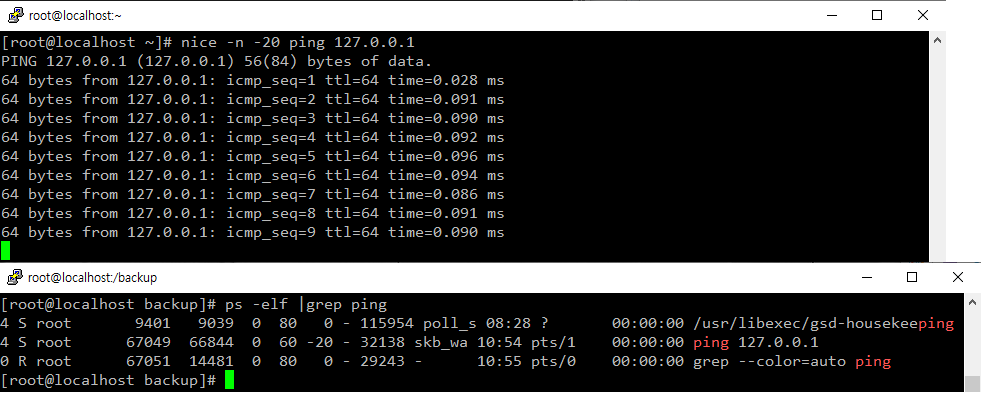 root@localhost:~
[root@localhost ~]# nice -n -20 ping 127.0.0.1
PING 127.0.0.1 (127.0.0.1) 56(84) bytes of data.
64 bytes from 127.0.0.1: icmp_seq=1 ttl=64 time=0.028 ms
64 bytes from 127.0.0.1: icmp_seq=2 ttl=64 time=0.091 ms
64 bytes from 127.0.0.1: icmp_seq=3 ttl=64 time=0.090 ms
64 bytes from 127.0.0.1: icmp_seq=4 ttl=64 time=0.092 ms
64 bytes from 127.0.0.1: icmp_seq=5 ttl=64 time=0.096 ms
64 bytes from 127.0.0.1: icmp_seq=6 ttl=64 time=0.094 ms
64 bytes from 127.0.0.1: icmp_seq=7 ttl=64 time=0.086 ms
64 bytes from 127.0.0.1: icmp_seq=8 ttl=64 time=0.091 ms
64 bytes from 127.0.0.1: icmp_seq=9 ttl=64 time=0.090 ms
root@localhost:/backup
[root@localhost backup]# ps -elf |grep ping
4 S root       9401   9039  0  80   0 - 115954 poll_s 08:28 ?      00:00:00 /usr/libexec/gsd-housekeeping
4 S root      67049  66844  0  60 -20 - 32138 skb_wa 10:54 pts/1    00:00:00 ping 127.0.0.1
0 R root      67051  14481  0  80   0 - 29243 -      10:55 pts/0    00:00:00 grep --color=auto ping
[root@localhost backup]#